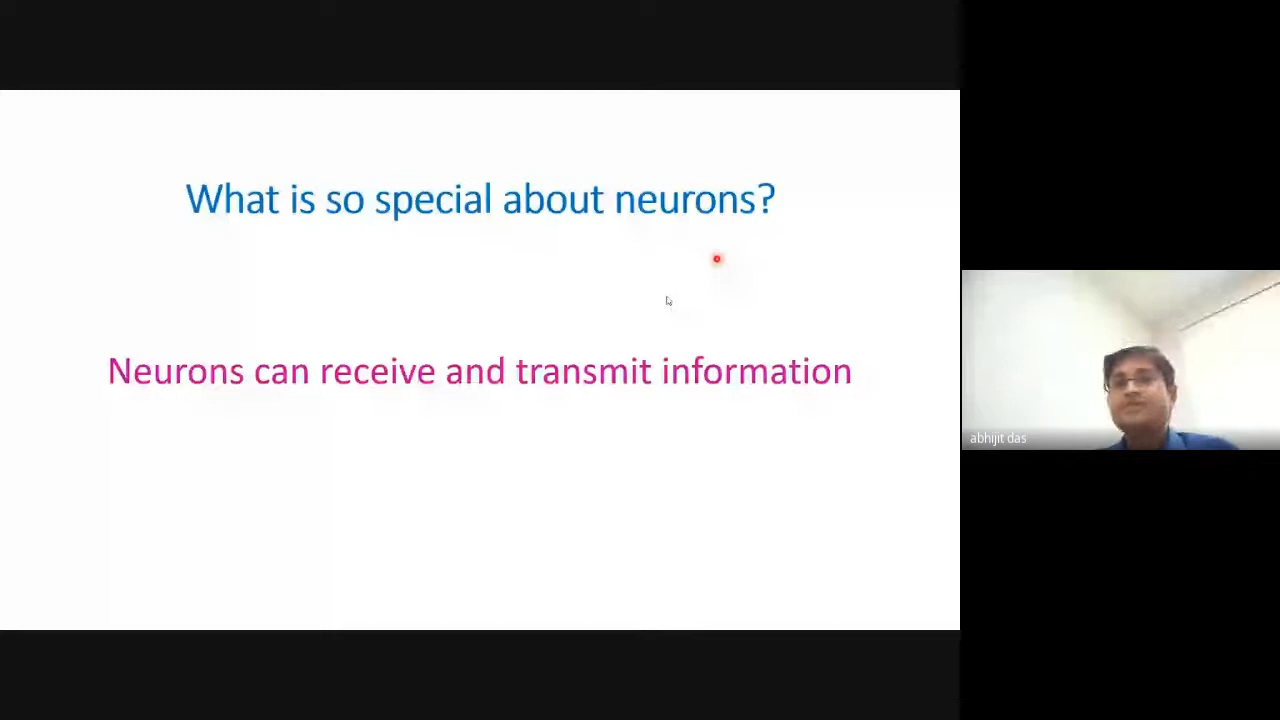 What is so special about neurons?
Neurons can receive and transmit information
abhijit das